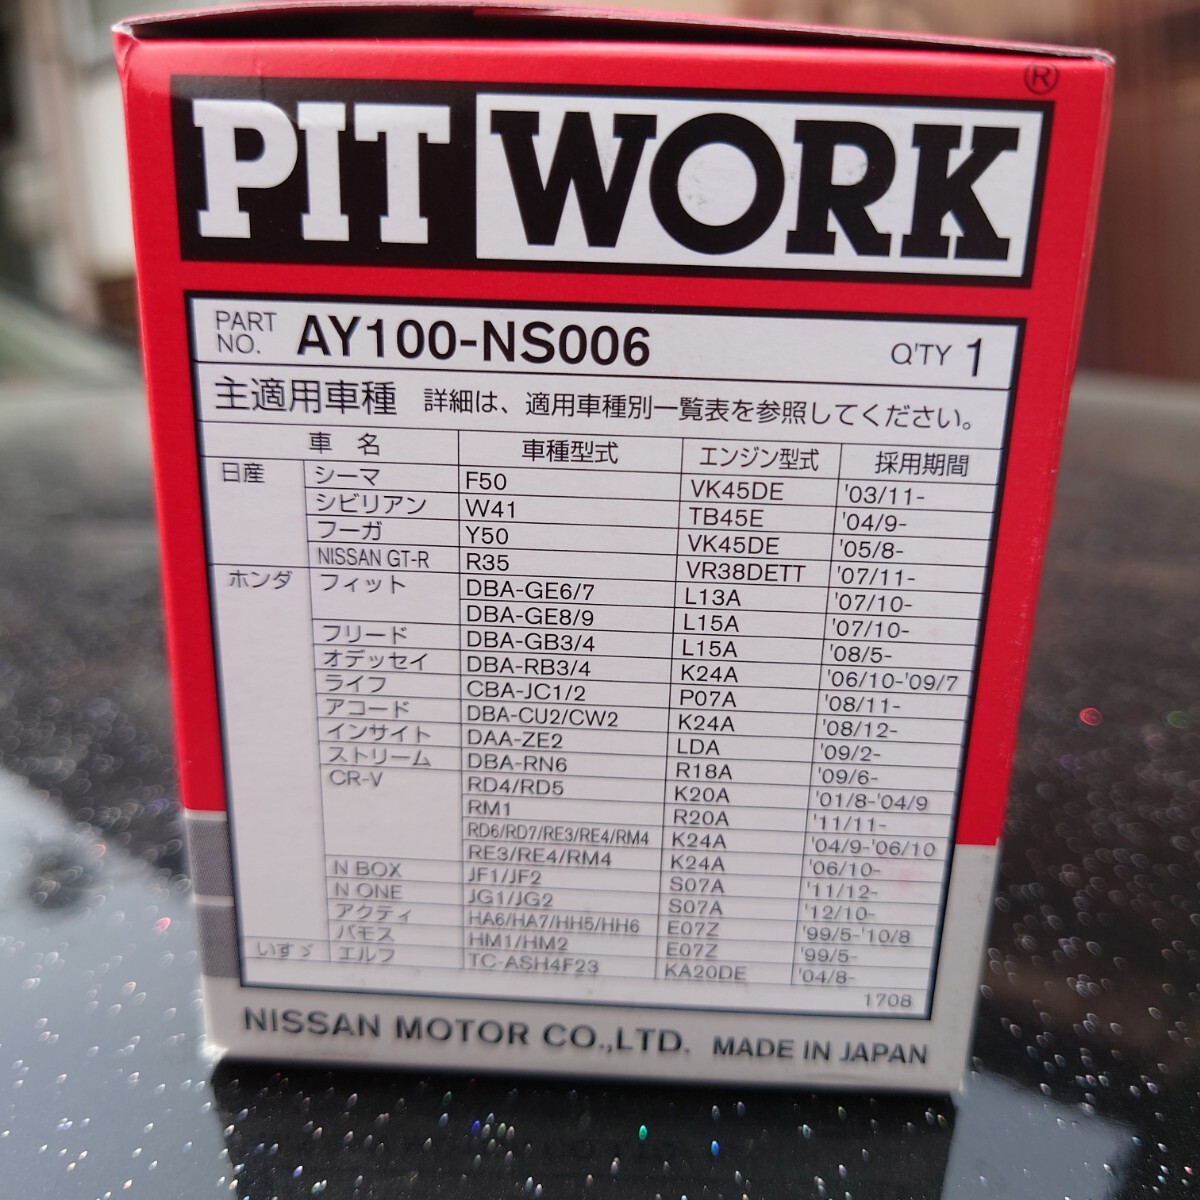 PIT WORK ®
PART NO. AY100-NS006 Q'TY 1
主適用車種 詳細は、適用車種別一覧表を参照してください。
車 名 車種型式 エンジン型式 採用期間
日産 シーマ F50 VK45DE '03/11-
シビリアン W41 TB45E '04/9-
フーガ Y50 VK45DE '05/8-
NISSAN GT-R R35 VR38DETT '07/11-
ホンダ フィット DBA-GE6/7 L13A '07/10-
DBA-GE8/9 L15A '07/10-
フリード DBA-GB3/4 L15A '08/5-
オデッセイ DBA-RB3/4 K24A '06/10-'09/7
ライフ CBA-JC1/2 P07A '08/11-
アコード DBA-CU2/CW2 K24A '08/12-
インサイト DAA-ZE2 LDA '09/2-
ストリーム DBA-RN6 R18A '09/6-
CR-V RD4/RD5 K20A '01/8-'04/9
RM1 R20A '11/11-
RD6/RD7/RE3/RE4/RM4 K24A '04/9-'06/10
RE3/RE4/RM4 K24A '06/10-
N BOX JF1/JF2 S07A '11/12-
N ONE JG1/JG2 S07A '12/10-
アクティ HA6/HA7/HH5/HH6 E07Z '99/5-'10/8
バモス HM1/HM2 E07Z '99/5-
いすゞ エルフ TC-ASH4F23 KA20DE '04/8-
1708
NISSAN MOTOR CO.,LTD. MADE IN JAPAN